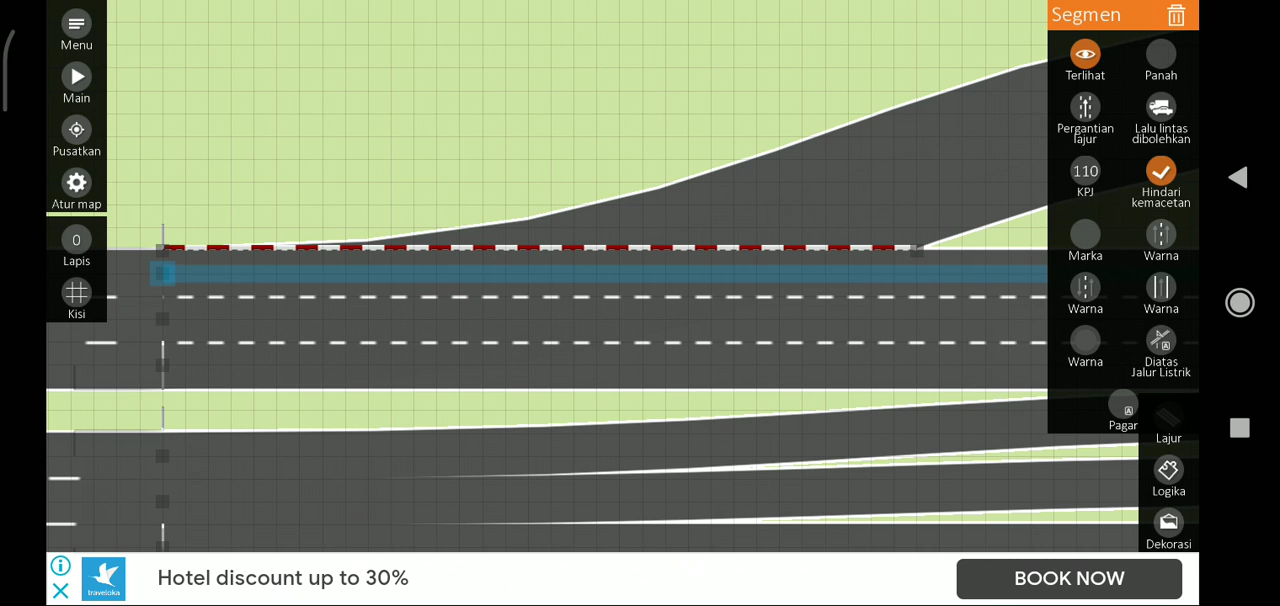 Menu
Main
Pusatkan
Atur map
0
Lapis
Kisi
Segmen
Terlihat
Panah
Pergantian
lajur
Lalu lintas
dibolehkan
110
KPJ
Hindari
kemacetan
Marka
Warna
Warna
Warna
Warna
Diatas
Jalur Listrik
A
A
Pagar
Lajur
Logika
Dekorasi
traveloka
Hotel discount up to 30%
BOOK NOW